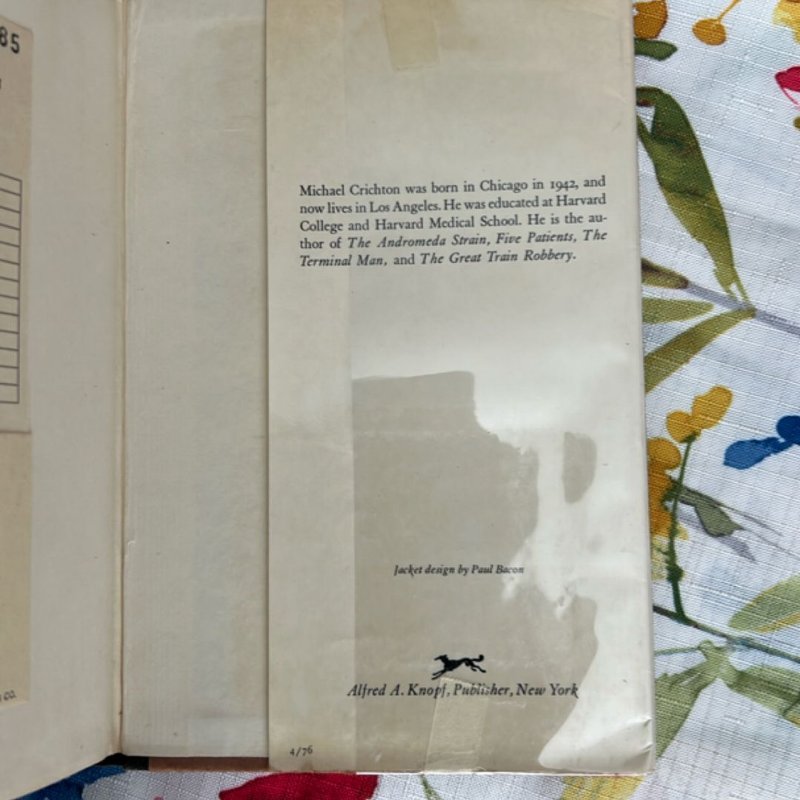 85
Michael Crichton was born in Chicago in 1942, and
now lives in Los Angeles. He was educated at Harvard
College and Harvard Medical School. He is the au-
thor of The Andromeda Strain, Five Patients, The
Terminal Man, and The Great Train Robbery.
Jacket design by Paul Bacon
Alfred A. Knopf, Publisher, New York
4/76
CO.